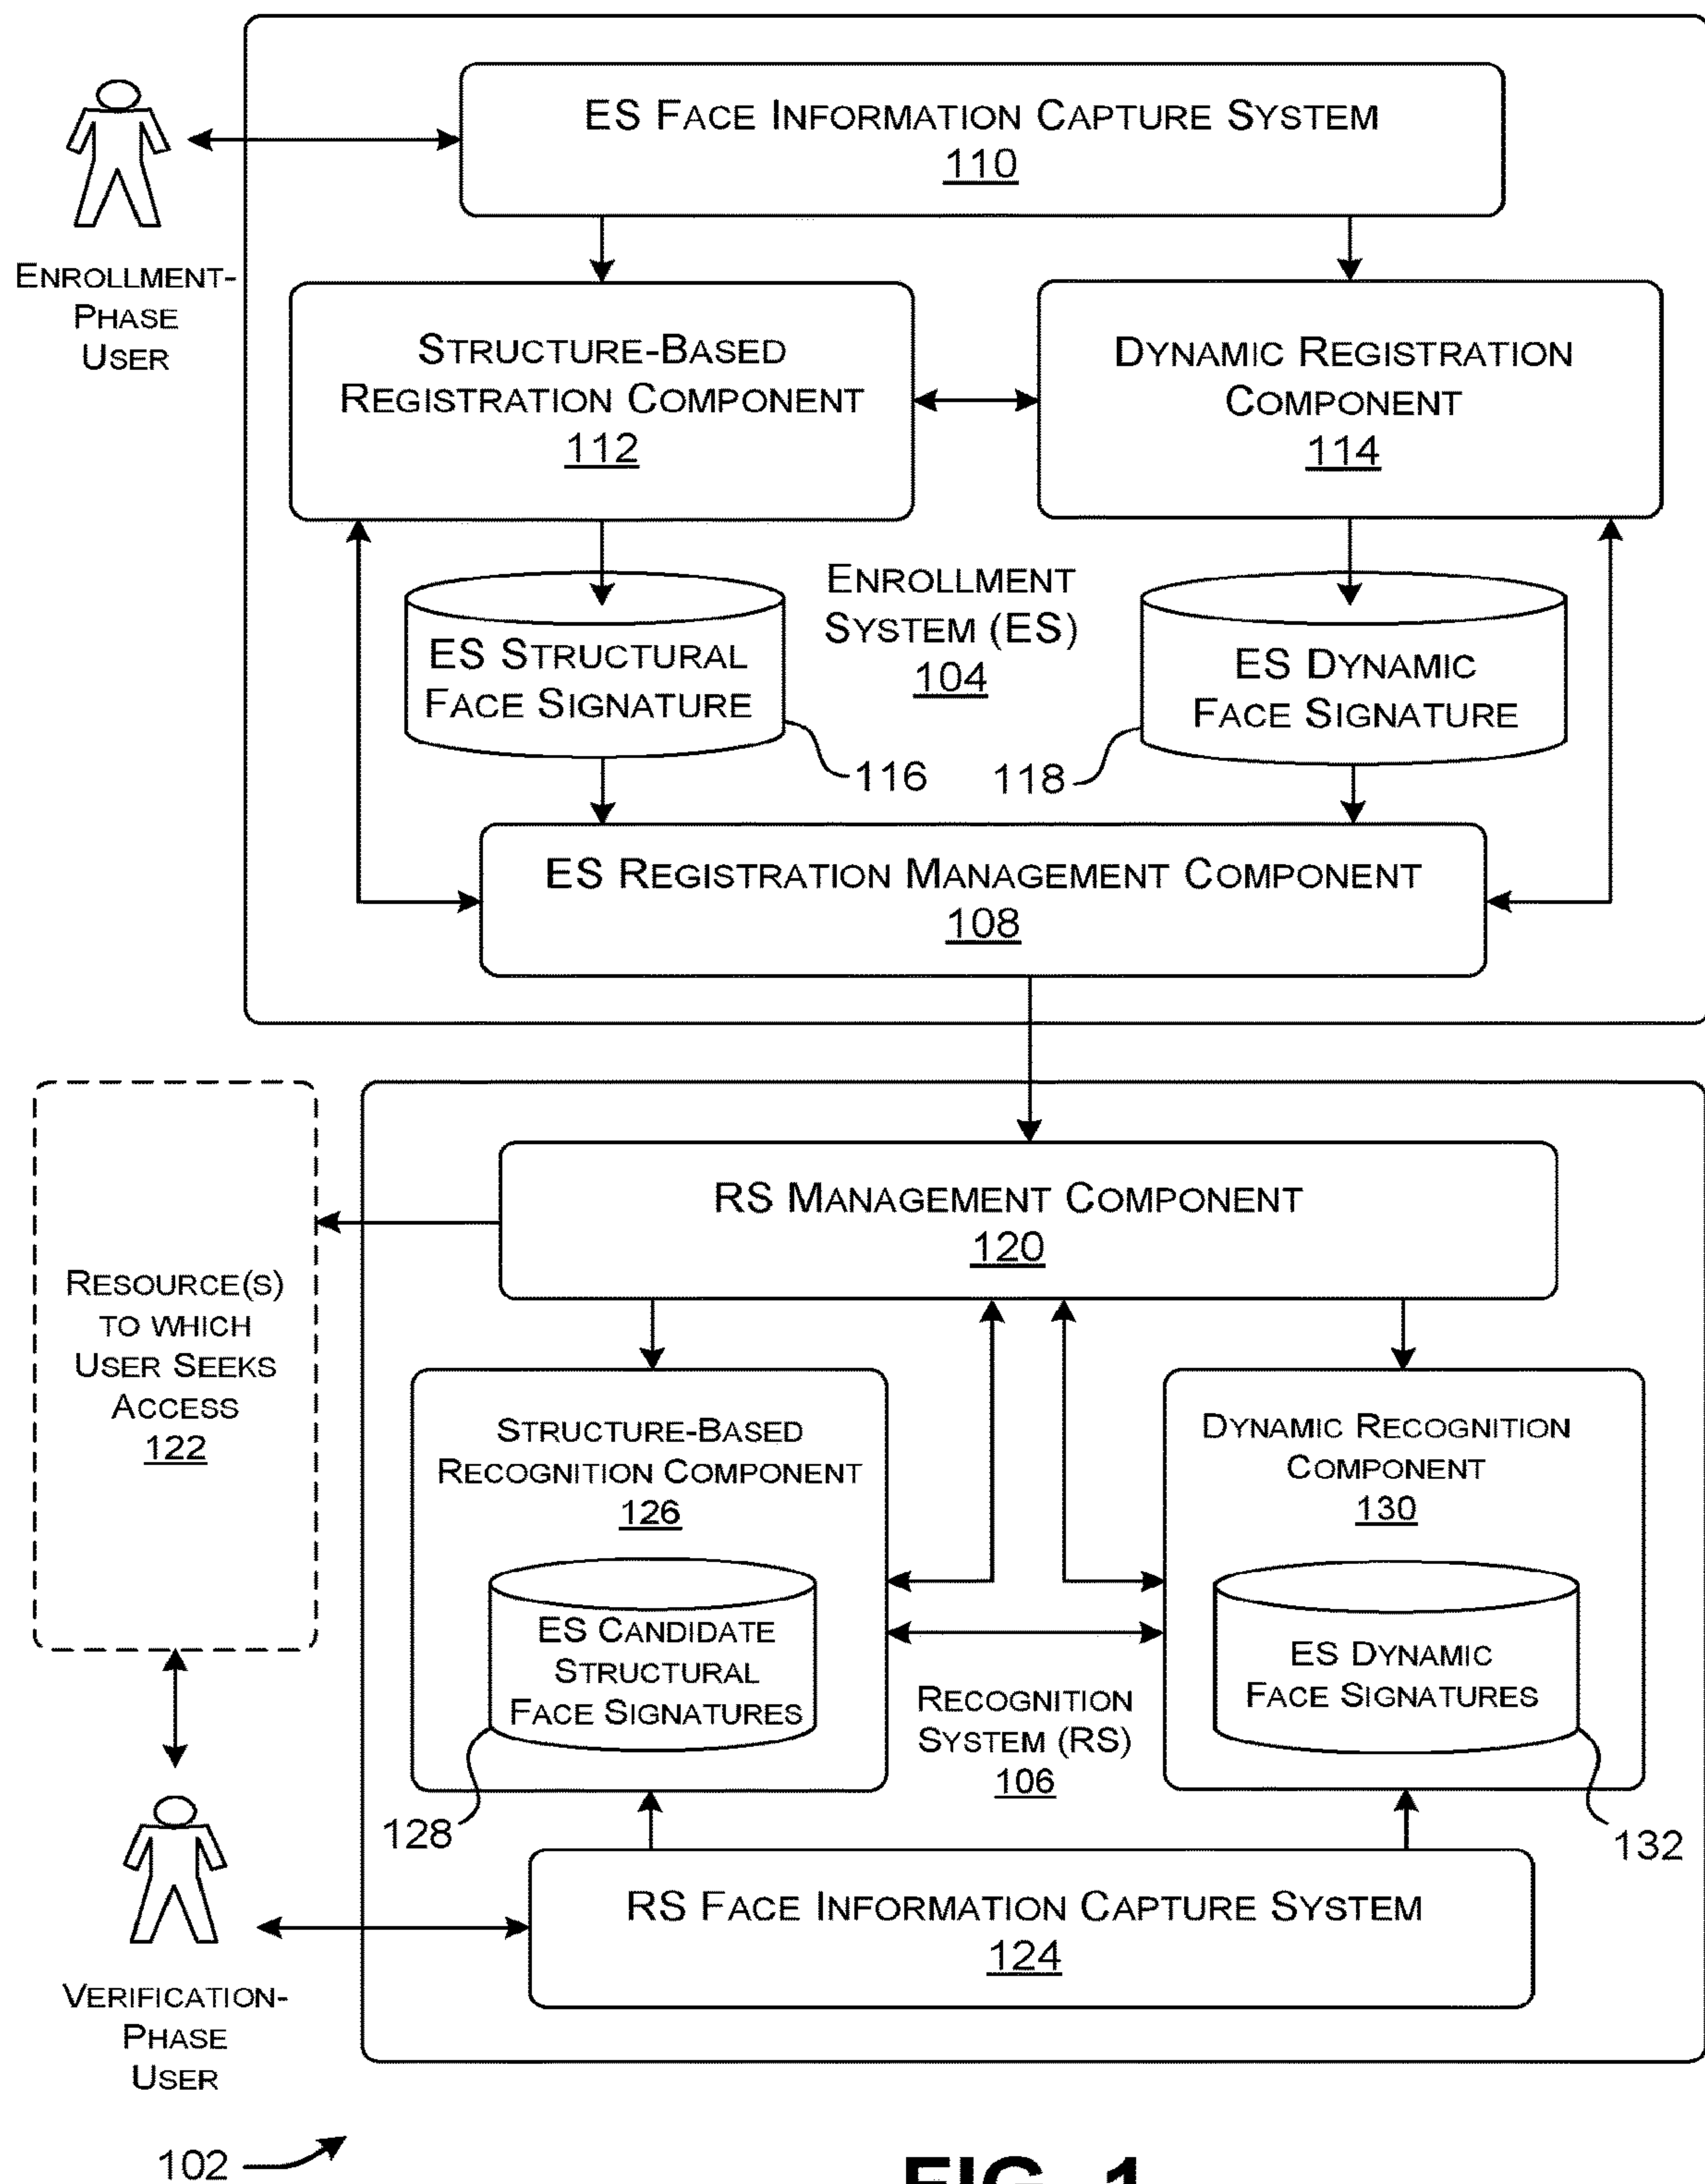 ES FACE INFORMATION CAPTURE SYSTEM
110
ENROLLMENT-
PHASE
USER
STRUCTURE-BASED
REGISTRATION COMPONENT
112
DYNAMIC REGISTRATION
COMPONENT
114
ENROLLMENT
SYSTEM (ES)
104
ES STRUCTURAL
FACE SIGNATURE
116
ES DYNAMIC
FACE SIGNATURE
118
ES REGISTRATION MANAGEMENT COMPONENT
108
RS MANAGEMENT COMPONENT
120
RESOURCE(S)
TO WHICH
USER SEEKS
ACCESS
122
STRUCTURE-BASED
RECOGNITION COMPONENT
126
ES CANDIDATE
STRUCTURAL
FACE SIGNATURES
128
DYNAMIC RECOGNITION
COMPONENT
130
ES DYNAMIC
FACE SIGNATURES
132
RECOGNITION
SYSTEM (RS)
106
RS FACE INFORMATION CAPTURE SYSTEM
124
VERIFICATION-
PHASE
USER
102
FIG. 1